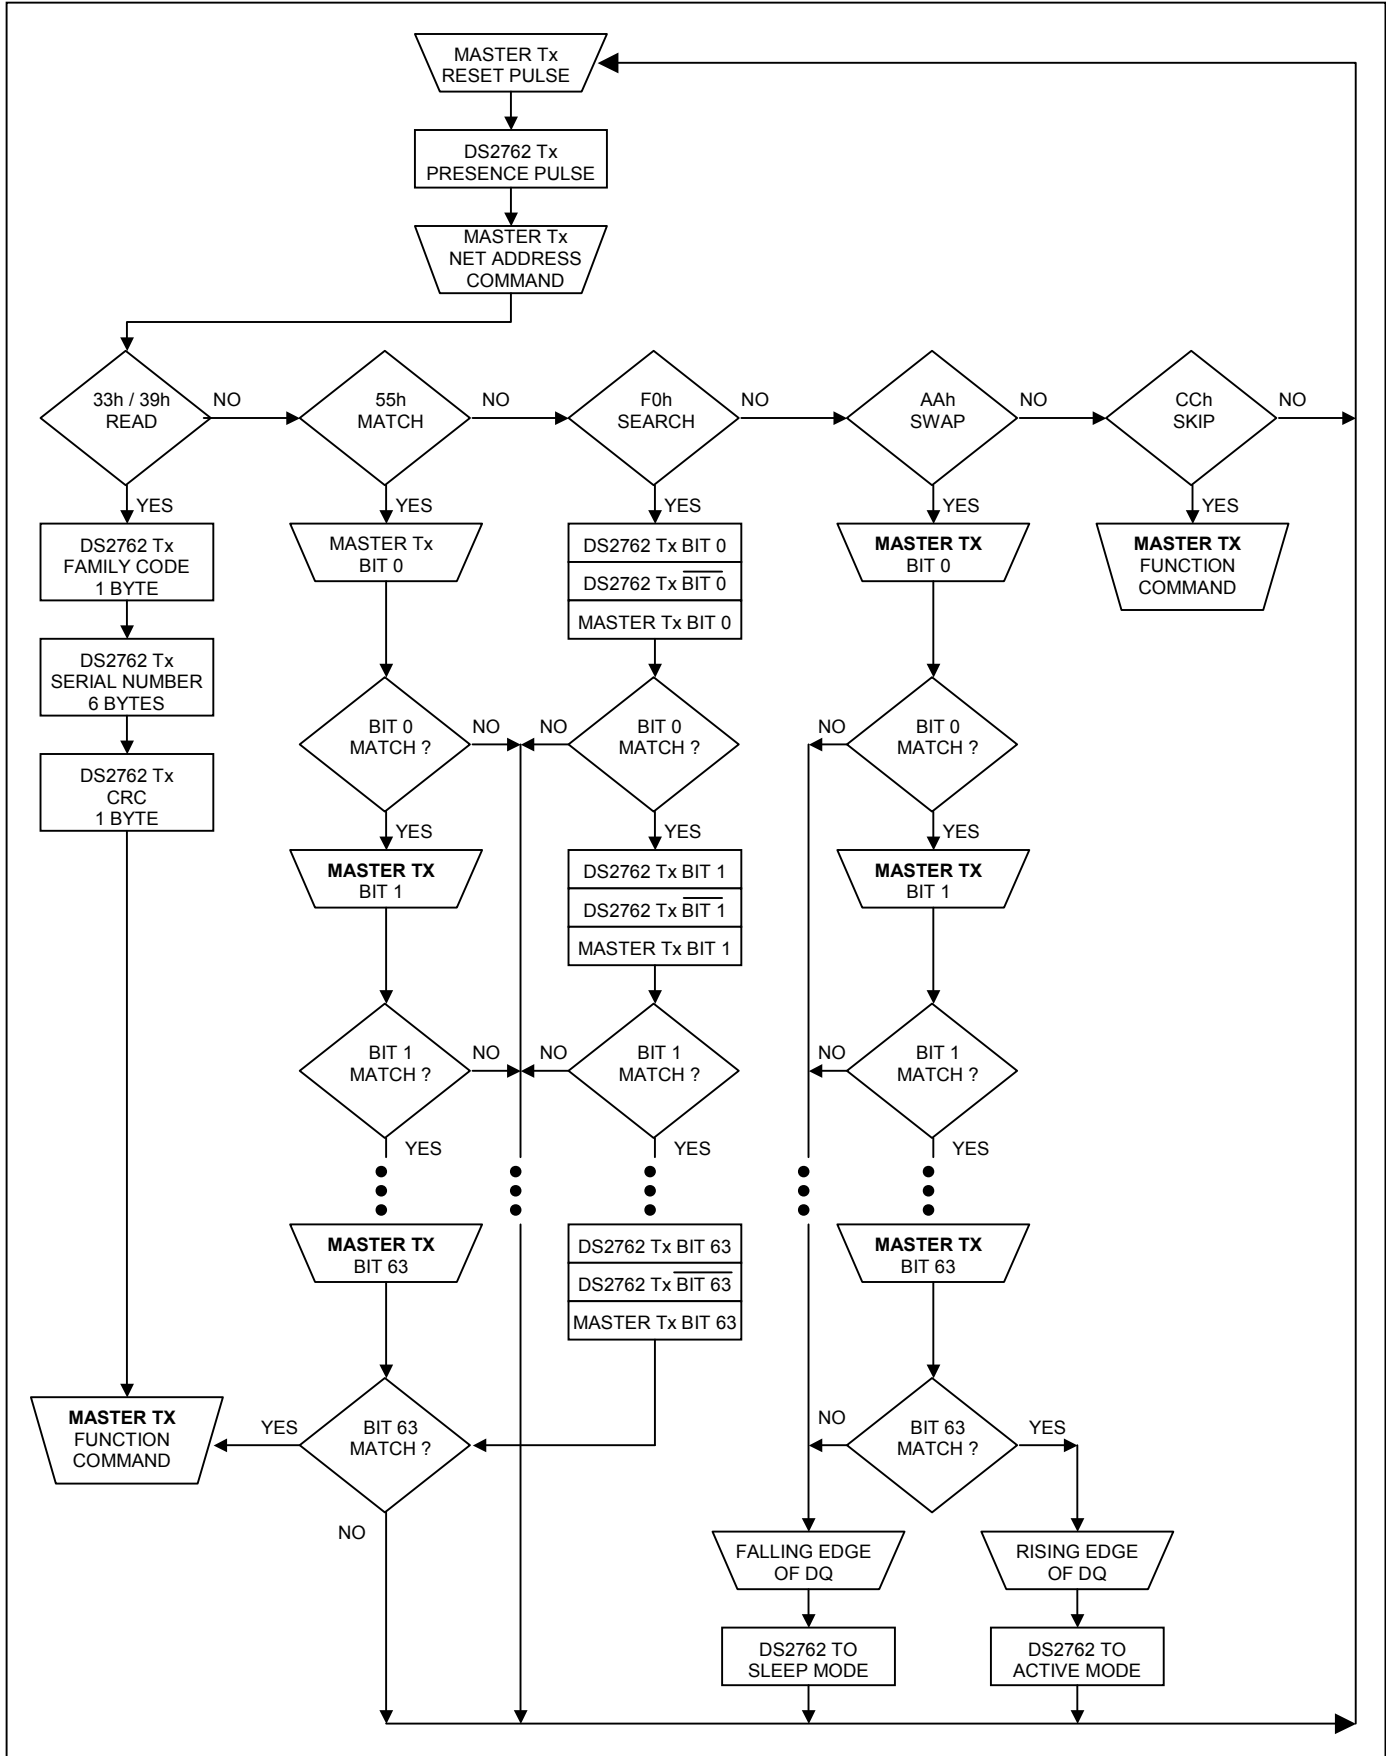 MASTER Tx
RESET PULSE
DS2762 Tx
PRESENCE PULSE
MASTER Tx
NET ADDRESS
COMMAND
33h / 39h
READ
NO
55h
MATCH
NO
F0h
SEARCH
NO
AAh
SWAP
NO
CCh
SKIP
NO
YES
YES
YES
YES
YES
DS2762 Tx
FAMILY CODE
1 BYTE
DS2762 Tx
SERIAL NUMBER
6 BYTES
DS2762 Tx
CRC
1 BYTE
MASTER Tx
BIT 0
BIT 0
MATCH ?
NO
YES
MASTER TX
BIT 1
BIT 1
MATCH ?
NO
YES
MASTER TX
BIT 63
BIT 63
MATCH ?
YES
NO
MASTER TX
FUNCTION
COMMAND
DS2762 Tx BIT 0
DS2762 Tx BIT 0
MASTER Tx BIT 0
NO
BIT 0
MATCH ?
YES
DS2762 Tx BIT 1
DS2762 Tx BIT 1
MASTER Tx BIT 1
NO
BIT 1
MATCH ?
YES
DS2762 Tx BIT 63
DS2762 Tx BIT 63
MASTER Tx BIT 63
MASTER TX
BIT 0
NO
BIT 0
MATCH ?
YES
MASTER TX
BIT 1
NO
BIT 1
MATCH ?
YES
MASTER TX
BIT 63
NO
BIT 63
MATCH ?
YES
FALLING EDGE
OF DQ
RISING EDGE
OF DQ
DS2762 TO
SLEEP MODE
DS2762 TO
ACTIVE MODE
MASTER TX
FUNCTION
COMMAND